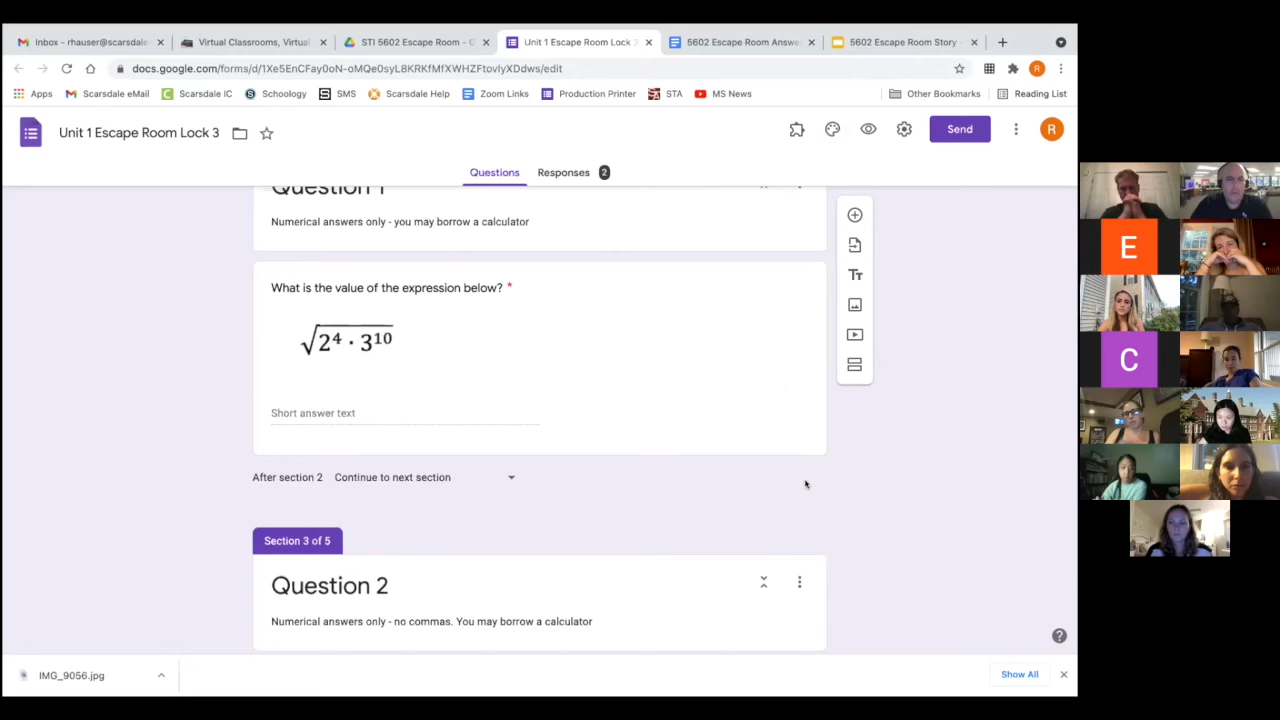 Inbox - rhauser@scarsdale
Virtual Classrooms, Virtual
STI 5602 Escape Room - G
Unit 1 Escape Room Lock 3
5602 Escape Room Answe
5602 Escape Room Story -
docs.google.com/forms/d/1Xe5EnCFay0oN-oMQe0syL8KRKfMfXWHZFtovIyXDdws/edit
R
Apps
Scarsdale eMail
Scarsdale IC
Schoology
SMS
Scarsdale Help
Zoom Links
Production Printer
STA
MS News
Other Bookmarks
Reading List
Unit 1 Escape Room Lock 3
Send
R
Questions
Responses 2
Question 1
Numerical answers only - you may borrow a calculator
What is the value of the expression below? *
√2⁴ · 3¹⁰
Short answer text
After section 2 Continue to next section
Section 3 of 5
Question 2
Numerical answers only - no commas. You may borrow a calculator
IMG_9056.jpg
Show All
E
C